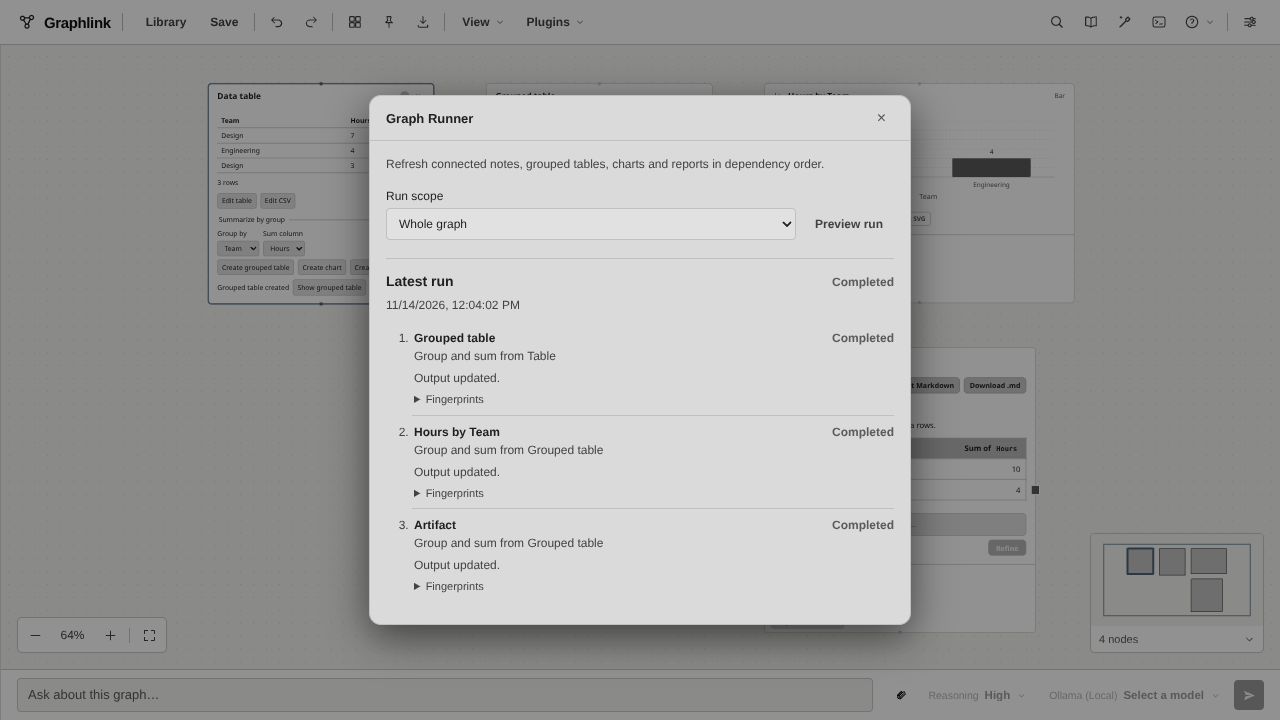 Graphlink
Library
Save
View
Plugins
Data table
Team
Design 7
Engineering 4
Design 3
3 rows
Edit table
Edit CSV
Summarize by group
Group by
Sum column
Team
Hours
Create grouped table
Create chart
Grouped table created
Show grouped table
Bar
4
Engineering
Team
SVG
Graph Runner
×
Refresh connected notes, grouped tables, charts and reports in dependency order.
Run scope
Whole graph
Preview run
Latest run
Completed
11/14/2026, 12:04:02 PM
1. Grouped table
Completed
Group and sum from Table
Output updated.
Fingerprints
2. Hours by Team
Completed
Group and sum from Grouped table
Output updated.
Fingerprints
3. Artifact
Completed
Group and sum from Grouped table
Output updated.
Fingerprints
Markdown
Download .md
rows.
Sum of Hours
10
4
Refine
64%
4 nodes
Ask about this graph…
Reasoning High
Ollama (Local) Select a model